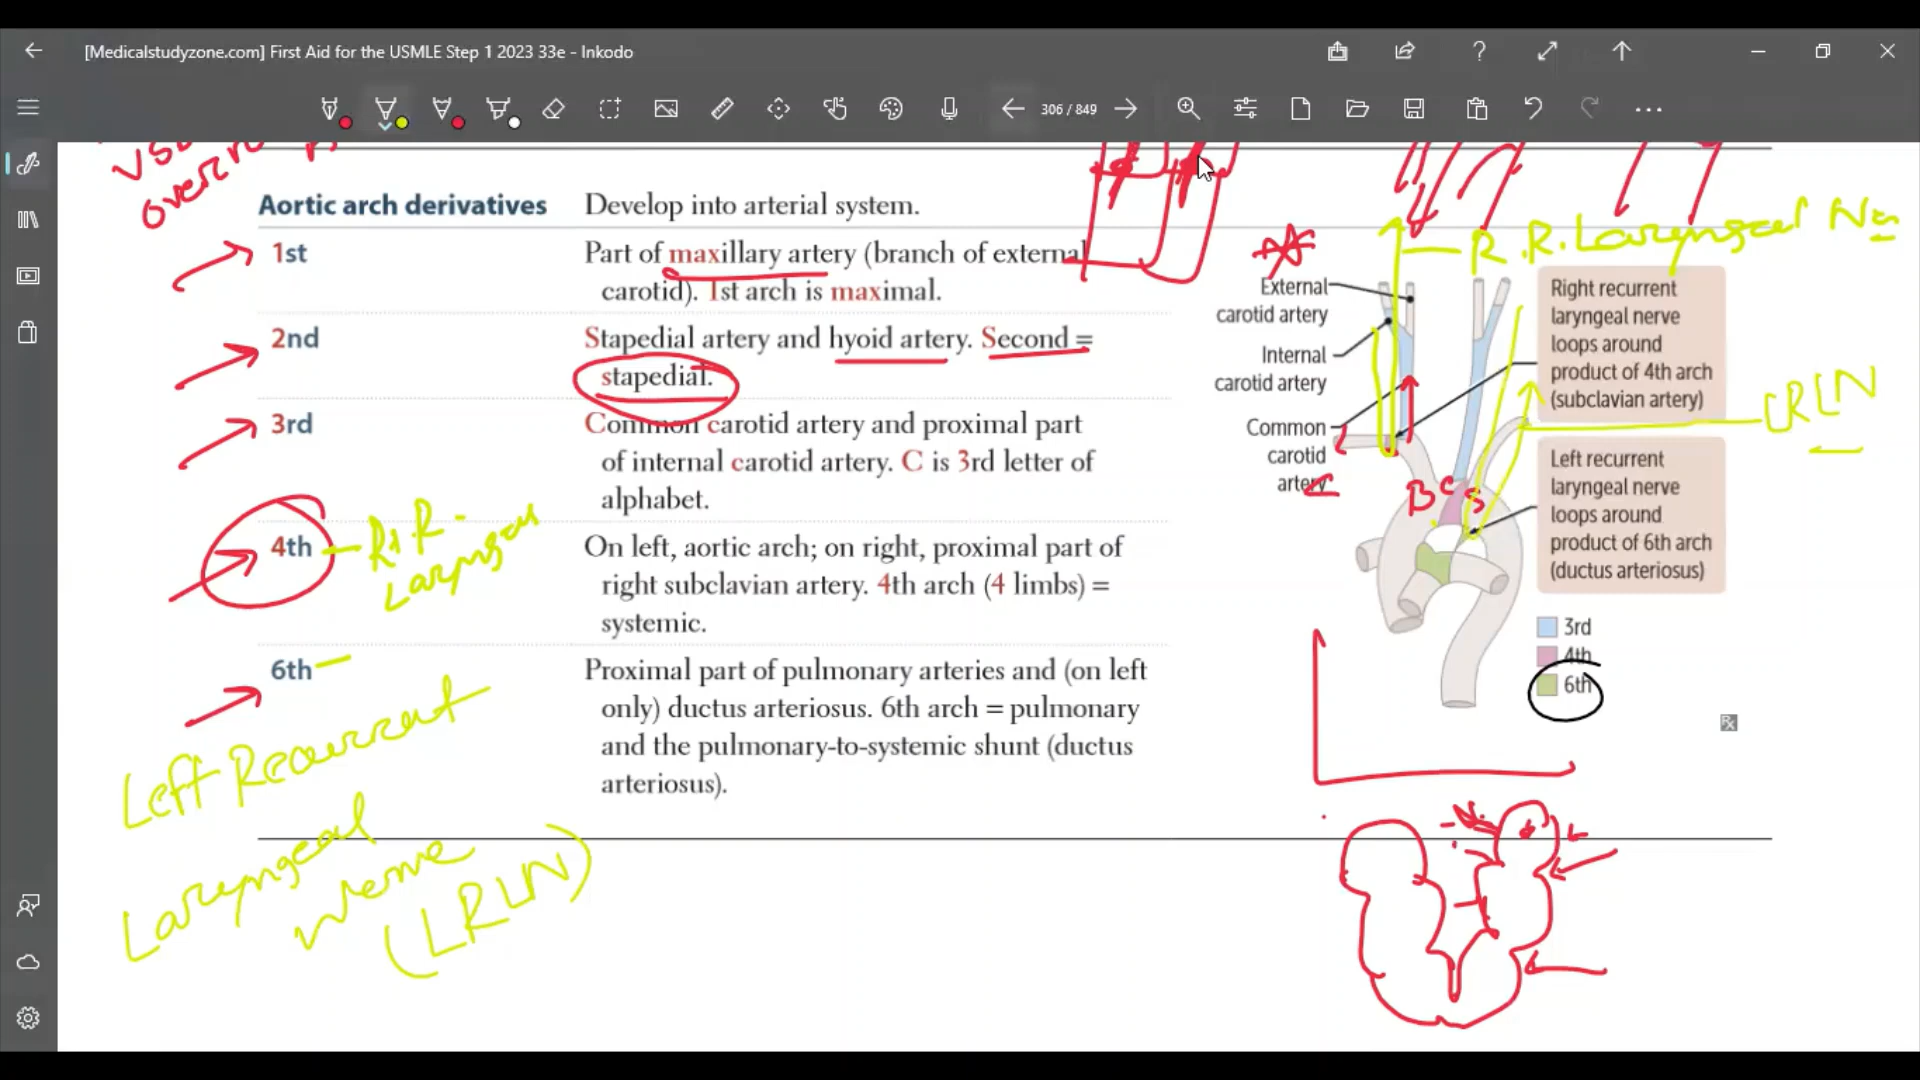 [Medicalstudyzone.com] First Aid for the USMLE Step 1 2023 33e - Inkodo
306 / 849
Aortic arch derivatives Develop into arterial system.
1st Part of maxillary artery (branch of external
carotid). 1st arch is maximal.
2nd Stapedial artery and hyoid artery. Second =
stapedial.
3rd Common carotid artery and proximal part
of internal carotid artery. C is 3rd letter of
alphabet.
4th On left, aortic arch; on right, proximal part of
right subclavian artery. 4th arch (4 limbs) =
systemic.
6th Proximal part of pulmonary arteries and (on left
only) ductus arteriosus. 6th arch = pulmonary
and the pulmonary-to-systemic shunt (ductus
arteriosus).
Rt. R.
Laryngeal
Left Recurrent
Laryngeal
Nerve
(LRLN)
R. R. Laryngeal
External
carotid artery
Internal
carotid artery
Common
carotid
artery
B C S
Right recurrent
laryngeal nerve
loops around
product of 4th arch
(subclavian artery)
LRLN
Left recurrent
laryngeal nerve
loops around
product of 6th arch
(ductus arteriosus)
3rd
4th
6th